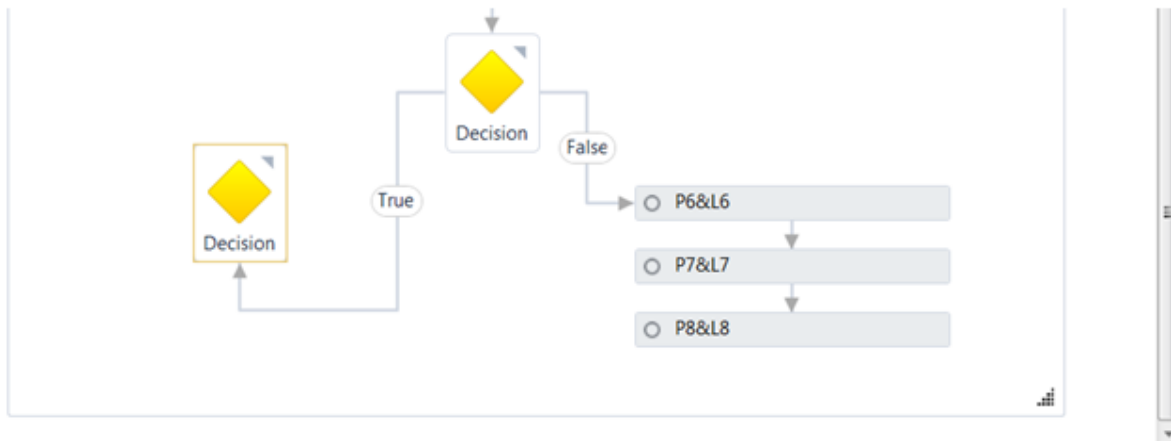 Decision
False
True
Decision
P6&L6
P7&L7
P8&L8